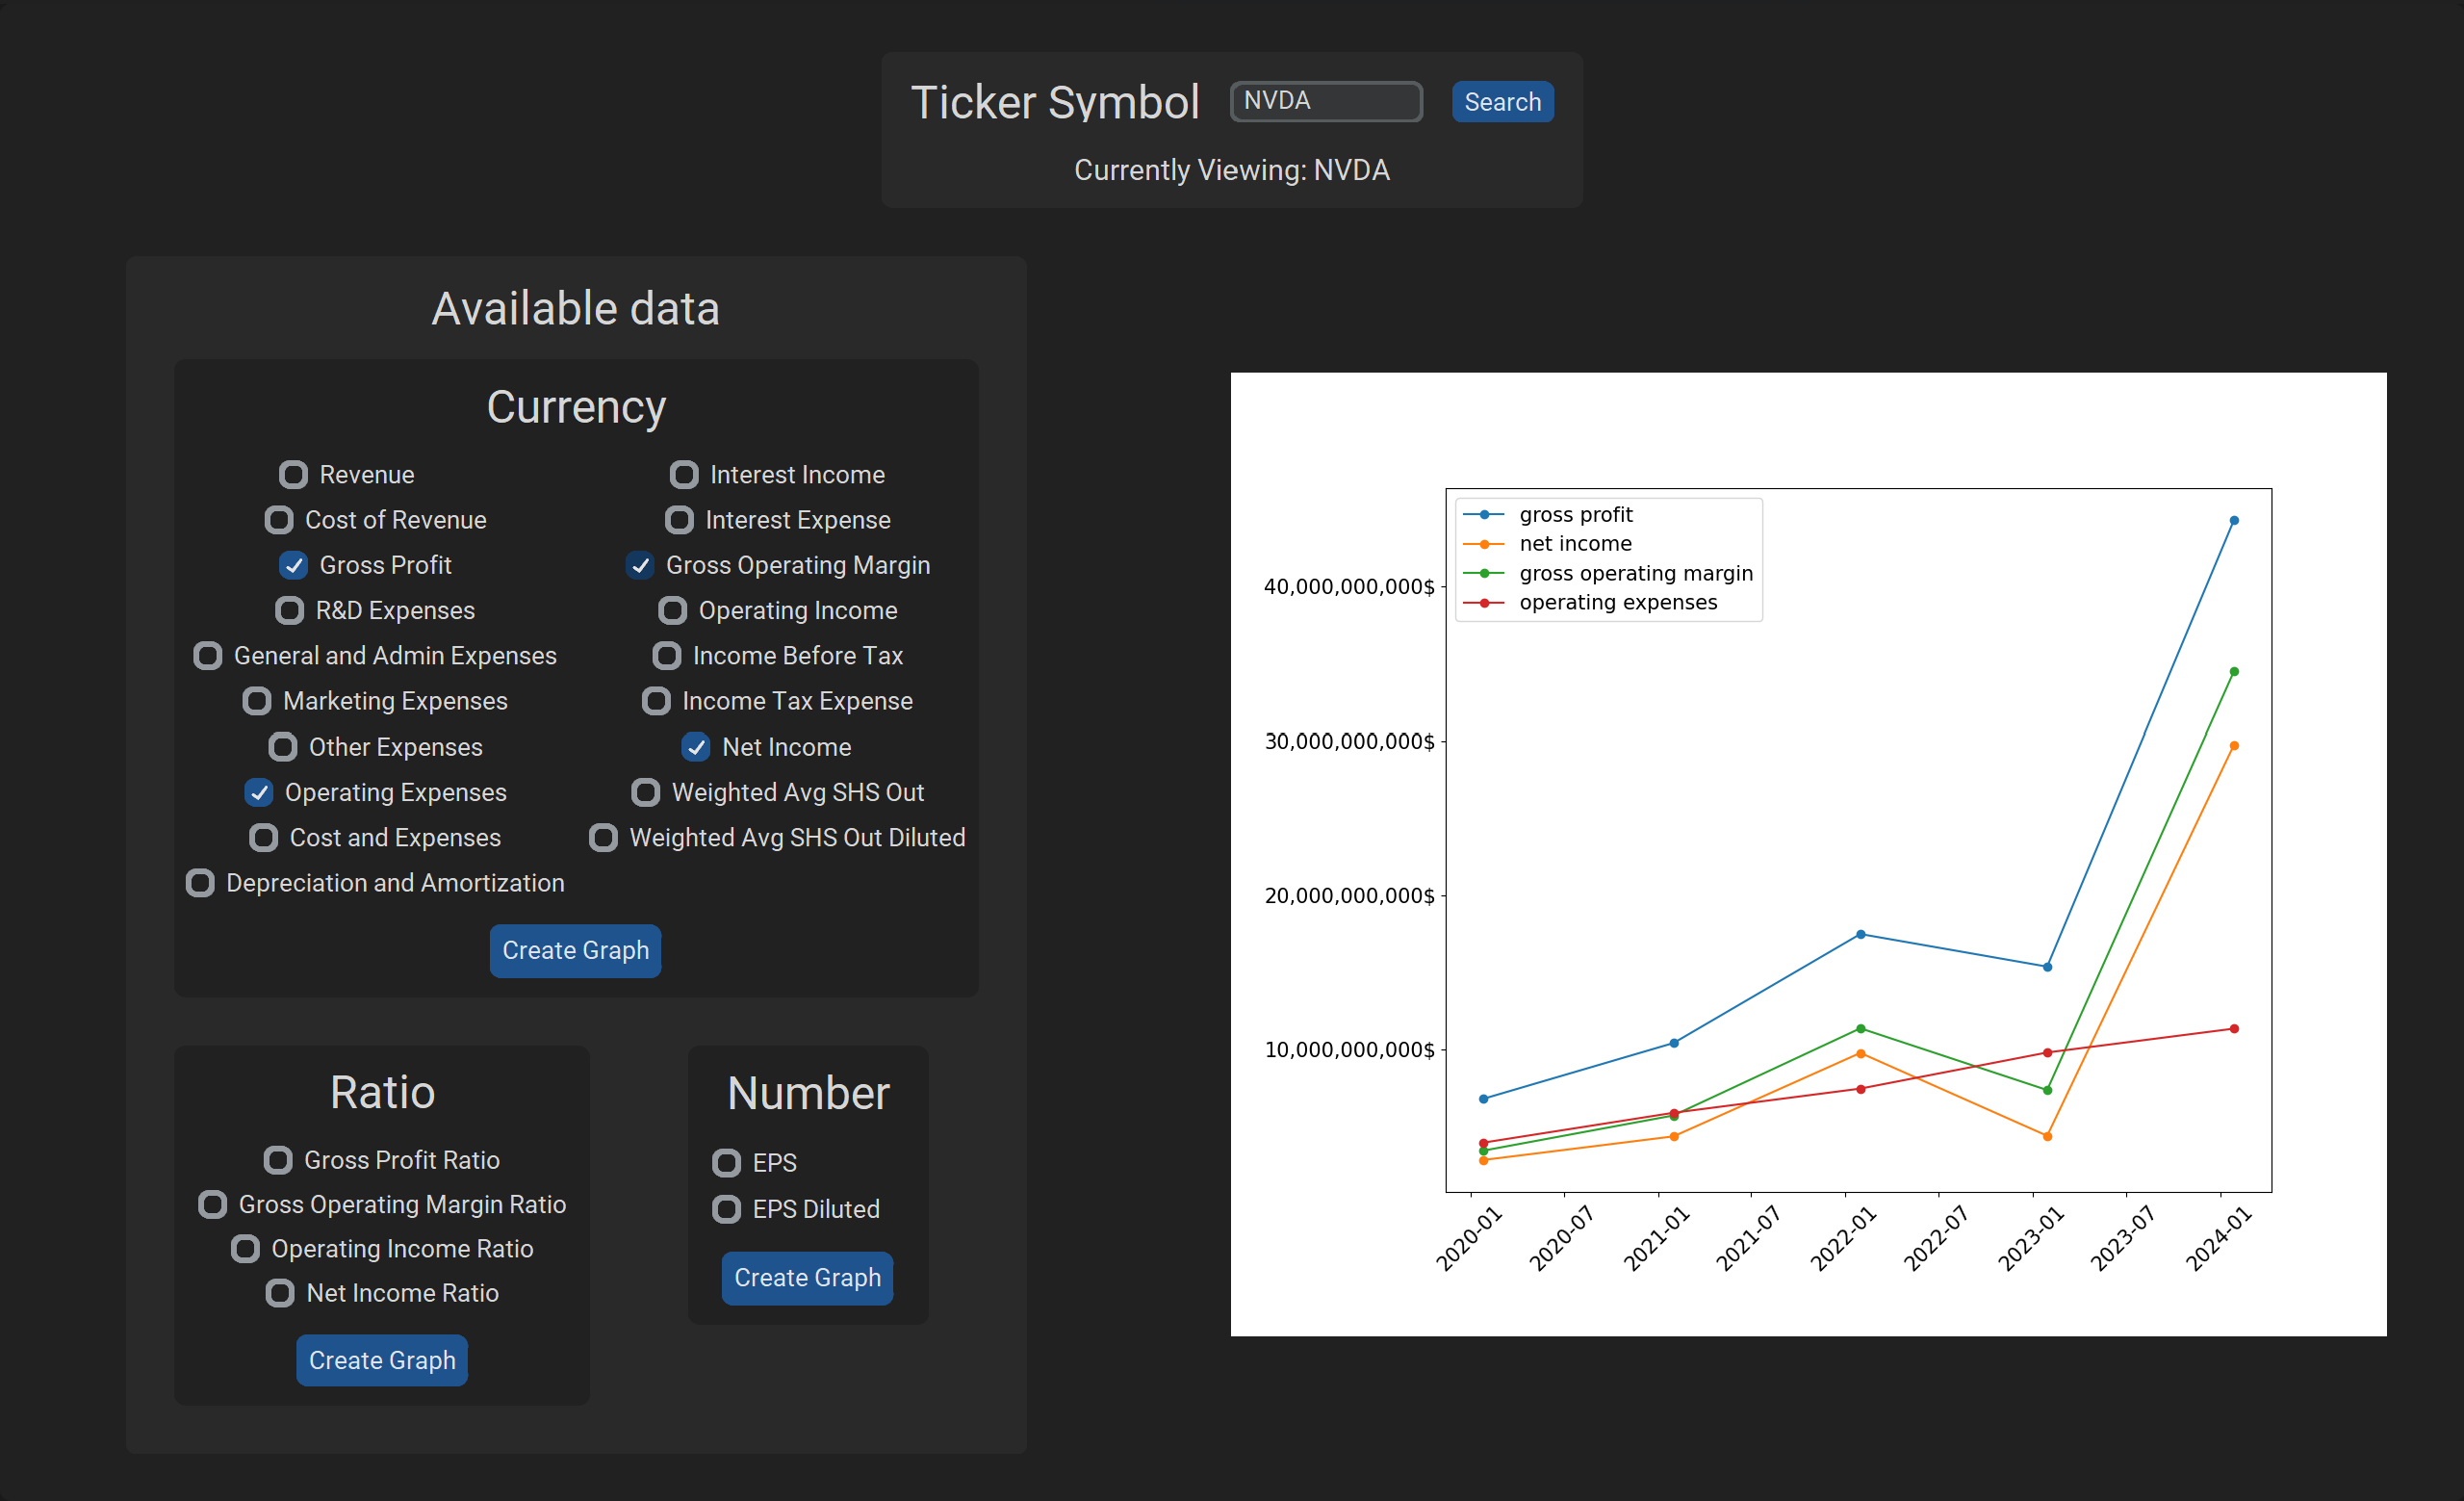 Ticker Symbol NVDA Search
Currently Viewing: NVDA
Available data
Currency
Revenue
Cost of Revenue
Gross Profit
R&D Expenses
General and Admin Expenses
Marketing Expenses
Other Expenses
Operating Expenses
Cost and Expenses
Depreciation and Amortization
Interest Income
Interest Expense
Gross Operating Margin
Operating Income
Income Before Tax
Income Tax Expense
Net Income
Weighted Avg SHS Out
Weighted Avg SHS Out Diluted
Create Graph
Ratio
Gross Profit Ratio
Gross Operating Margin Ratio
Operating Income Ratio
Net Income Ratio
Create Graph
Number
EPS
EPS Diluted
Create Graph
gross profit
net income
gross operating margin
operating expenses
40,000,000,000$
30,000,000,000$
20,000,000,000$
10,000,000,000$
2020-01
2020-07
2021-01
2021-07
2022-01
2022-07
2023-01
2023-07
2024-01